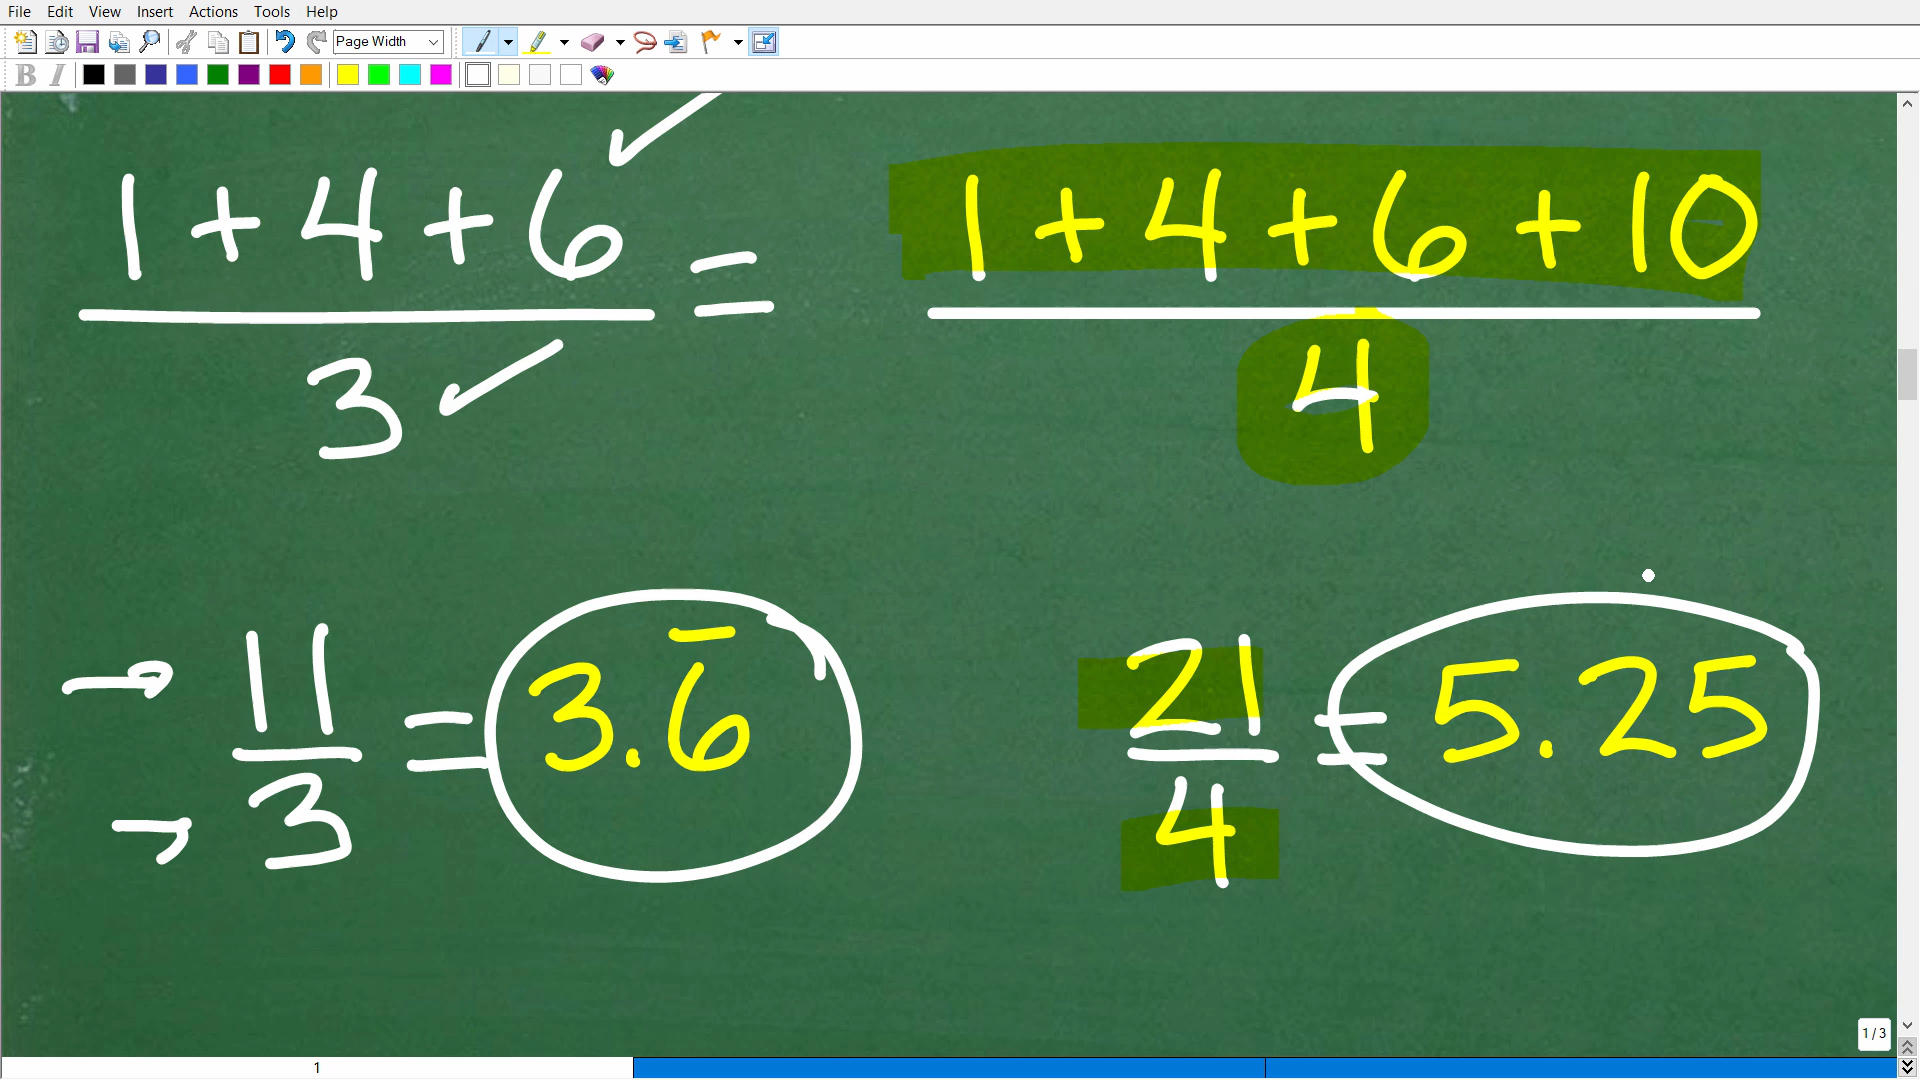 File Edit View Insert Actions Tools Help
Page Width
B I
1 + 4 + 6 = 1 + 4 + 6 + 10
3 4
11 = 3.6̅ 21 = 5.25
3 4
1 / 3
1